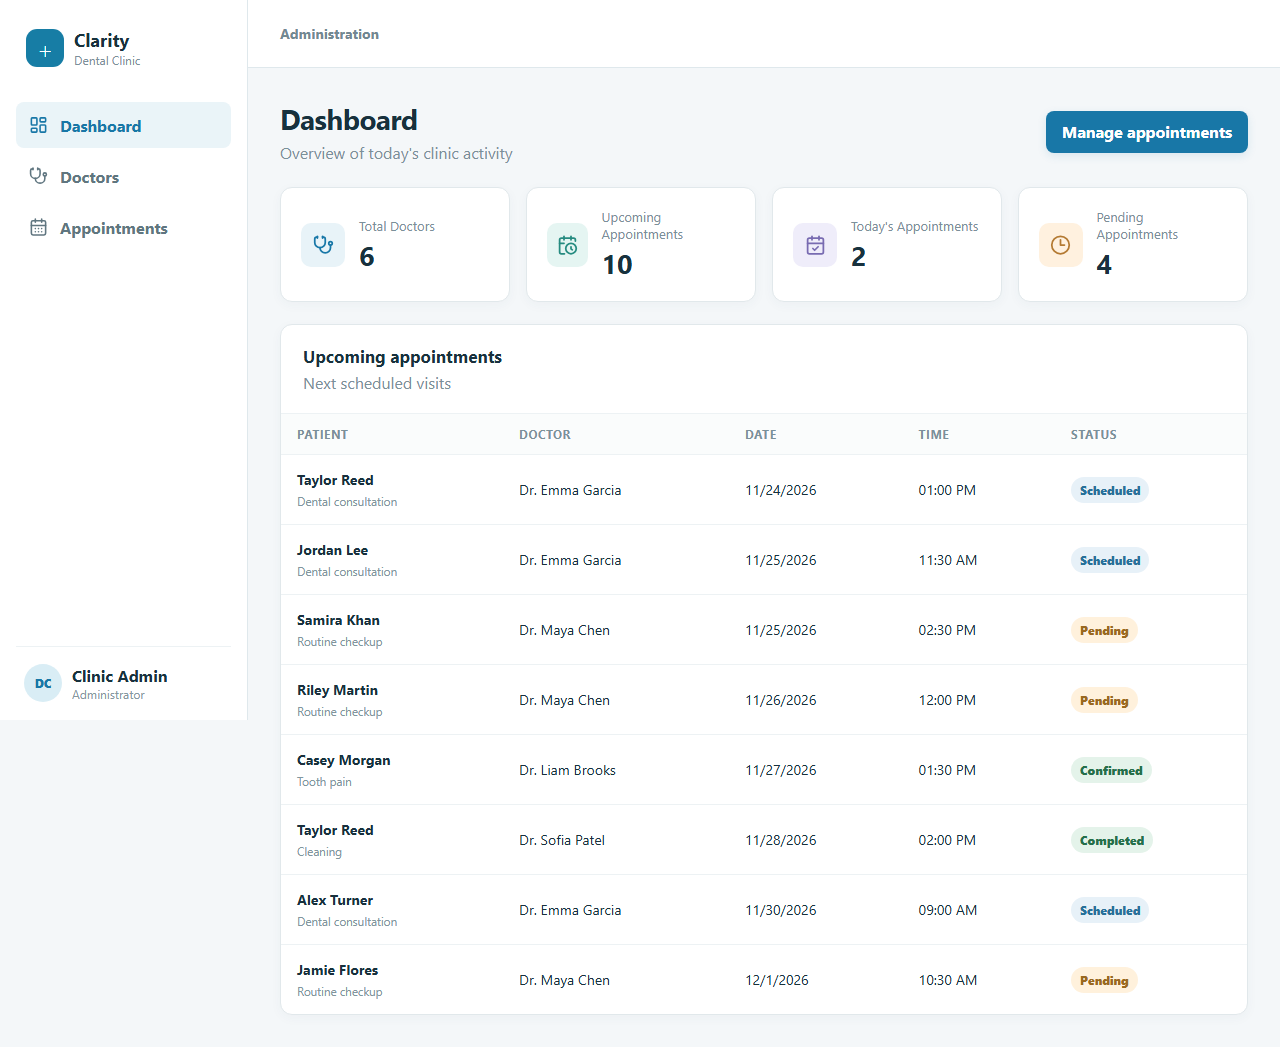 Clarity
Dental Clinic
Dashboard
Doctors
Appointments
DC
Clinic Admin
Administrator
Administration
Dashboard
Overview of today's clinic activity
Manage appointments
Total Doctors
6
Upcoming
Appointments
10
Today's Appointments
2
Pending
Appointments
4
Upcoming appointments
Next scheduled visits
PATIENT DOCTOR DATE TIME STATUS
Taylor Reed
Dental consultation
Dr. Emma Garcia 11/24/2026 01:00 PM Scheduled
Jordan Lee
Dental consultation
Dr. Emma Garcia 11/25/2026 11:30 AM Scheduled
Samira Khan
Routine checkup
Dr. Maya Chen 11/25/2026 02:30 PM Pending
Riley Martin
Routine checkup
Dr. Maya Chen 11/26/2026 12:00 PM Pending
Casey Morgan
Tooth pain
Dr. Liam Brooks 11/27/2026 01:30 PM Confirmed
Taylor Reed
Cleaning
Dr. Sofia Patel 11/28/2026 02:00 PM Completed
Alex Turner
Dental consultation
Dr. Emma Garcia 11/30/2026 09:00 AM Scheduled
Jamie Flores
Routine checkup
Dr. Maya Chen 12/1/2026 10:30 AM Pending